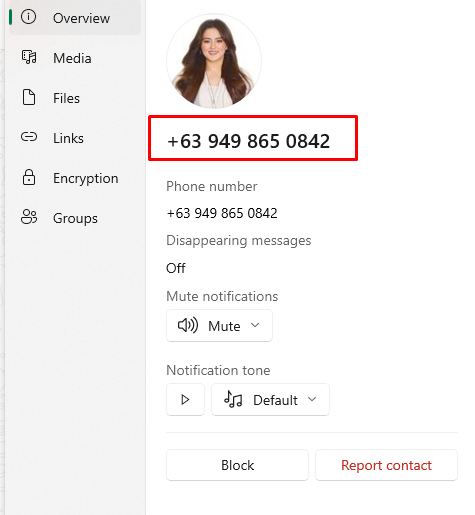 Overview
Media
Files
Links
Encryption
Groups
+63 949 865 0842
Phone number
+63 949 865 0842
Disappearing messages
Off
Mute notifications
Mute
Notification tone
Default
Block
Report contact